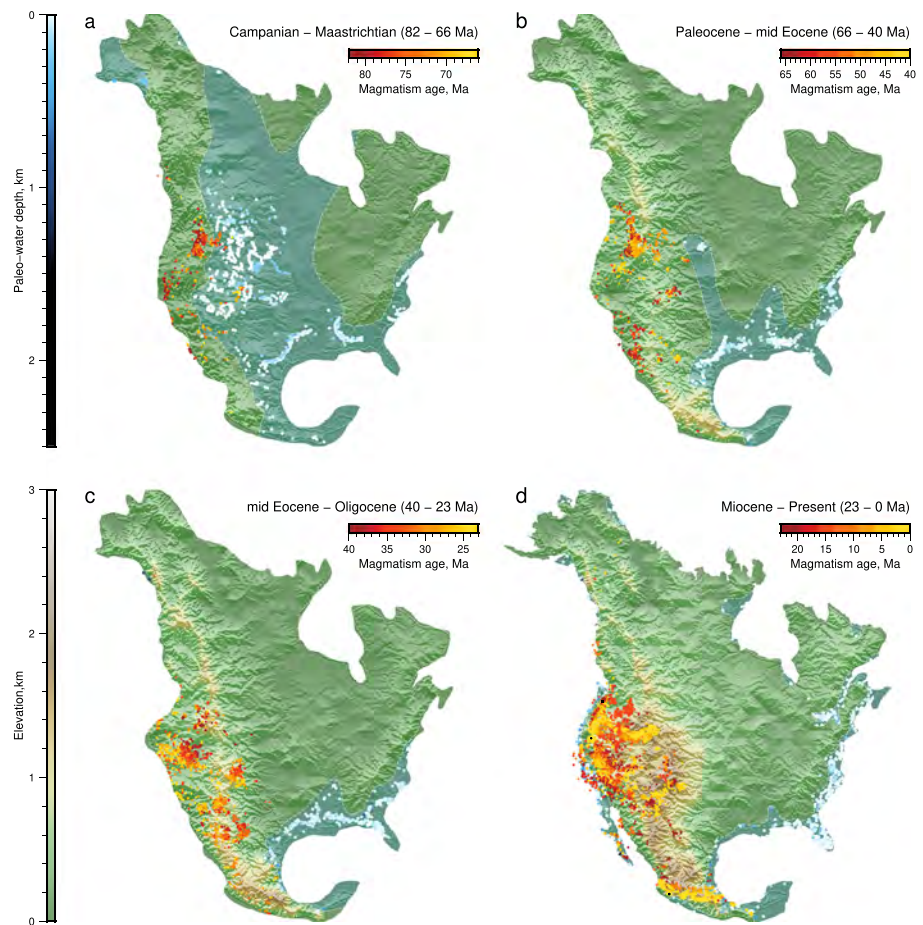 a
Campanian – Maastrichtian (82 – 66 Ma)
80 75 70
Magmatism age, Ma
b
Paleocene – mid Eocene (66 – 40 Ma)
65 60 55 50 45 40
Magmatism age, Ma
0
1
2
Paleo–water depth, km
c
mid Eocene – Oligocene (40 – 23 Ma)
40 35 30 25
Magmatism age, Ma
d
Miocene – Present (23 – 0 Ma)
20 15 10 5 0
Magmatism age, Ma
3
2
1
0
Elevation,km